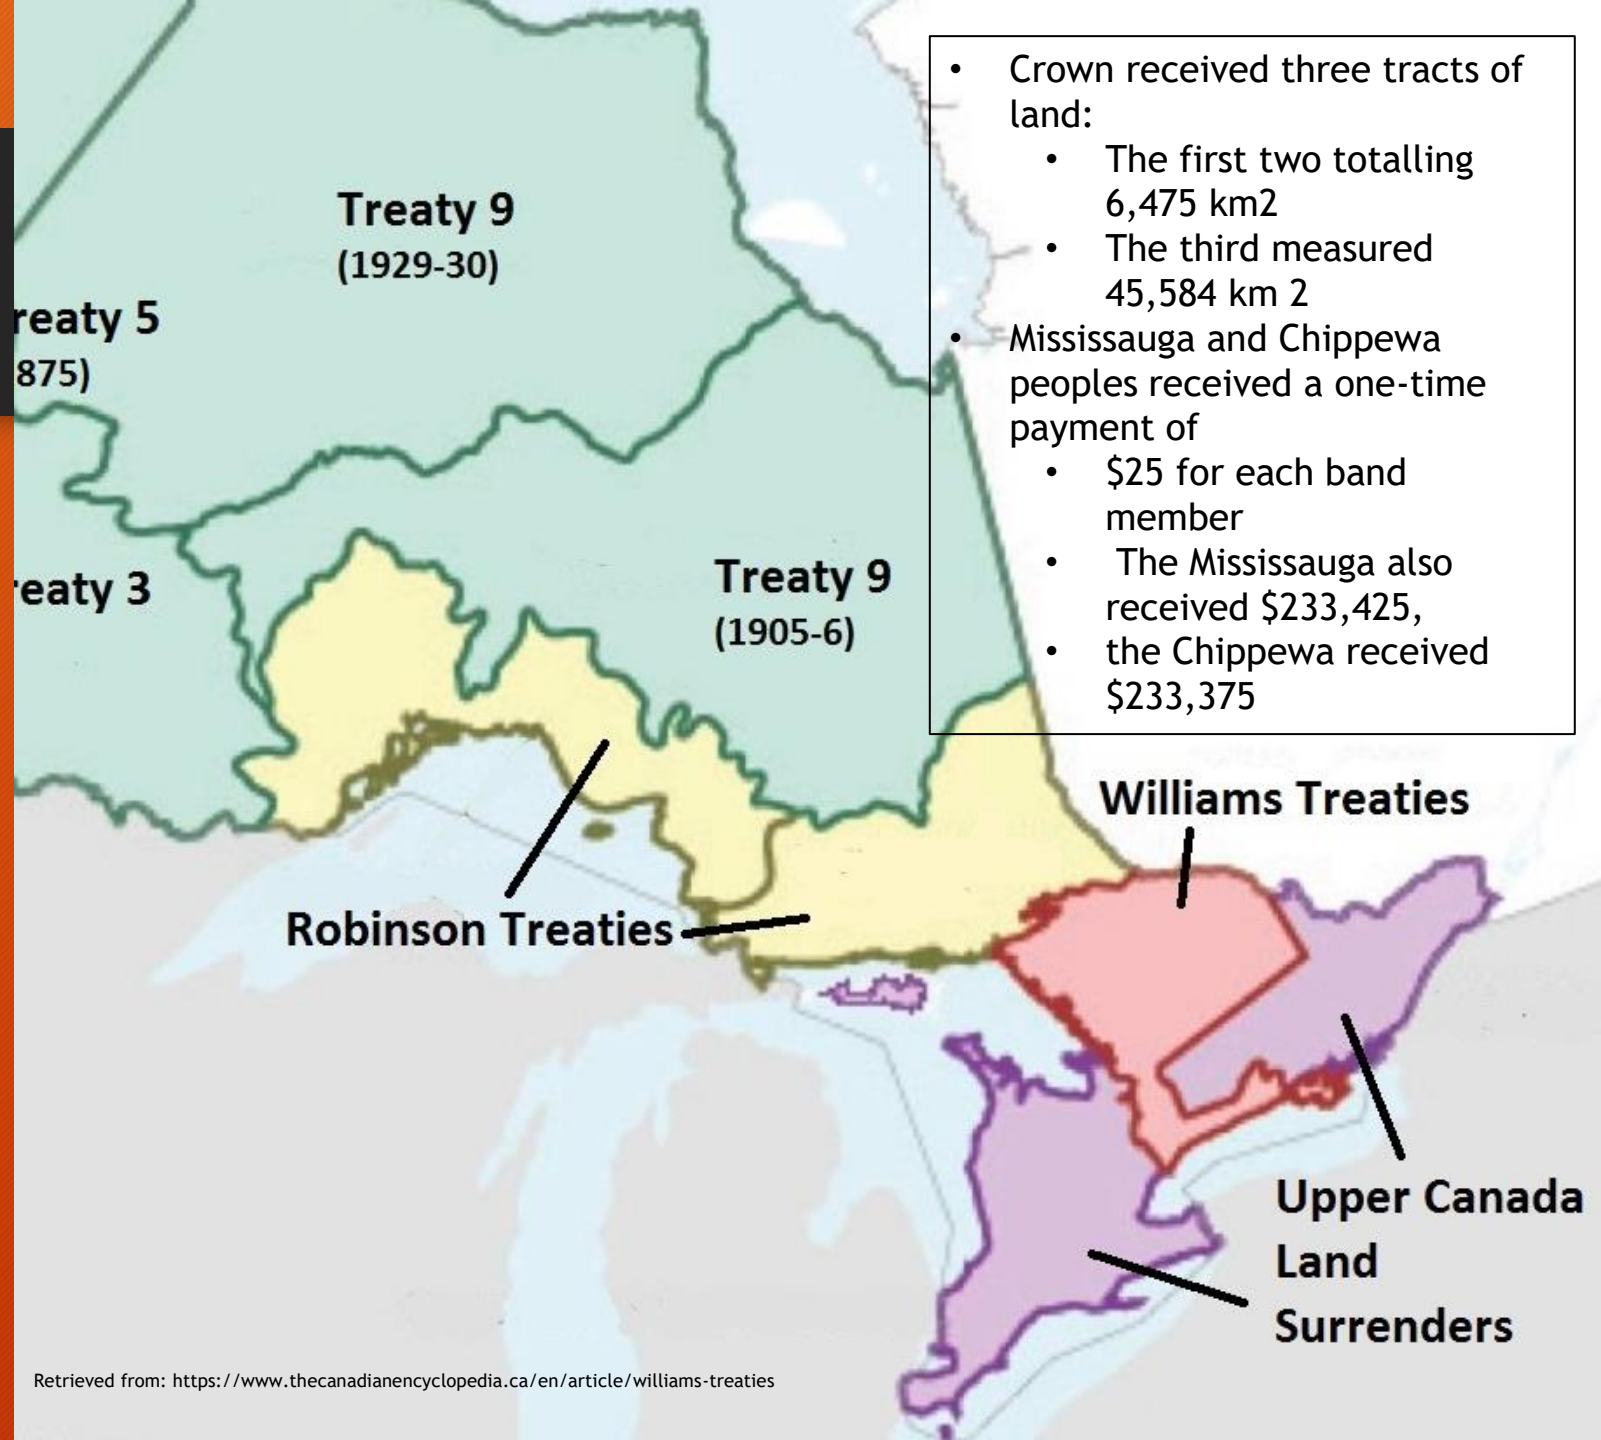 • Crown received three tracts of
land:
• The first two totalling
6,475 km2
• The third measured
45,584 km 2
• Mississauga and Chippewa
peoples received a one-time
payment of
• $25 for each band
member
• The Mississauga also
received $233,425,
• the Chippewa received
$233,375
Treaty 9
(1929-30)
reaty 5
875)
reaty 3
Treaty 9
(1905-6)
Williams Treaties
Robinson Treaties
Upper Canada
Land
Surrenders
Retrieved from: https://www.thecanadianencyclopedia.ca/en/article/williams-treaties